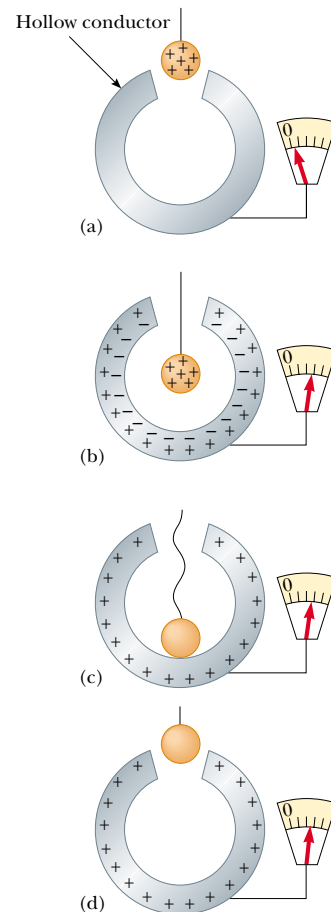 Hollow conductor
+ + + + + + +
0
(a)
+ + + + + + +
0
(b)
0
(c)
0
(d)